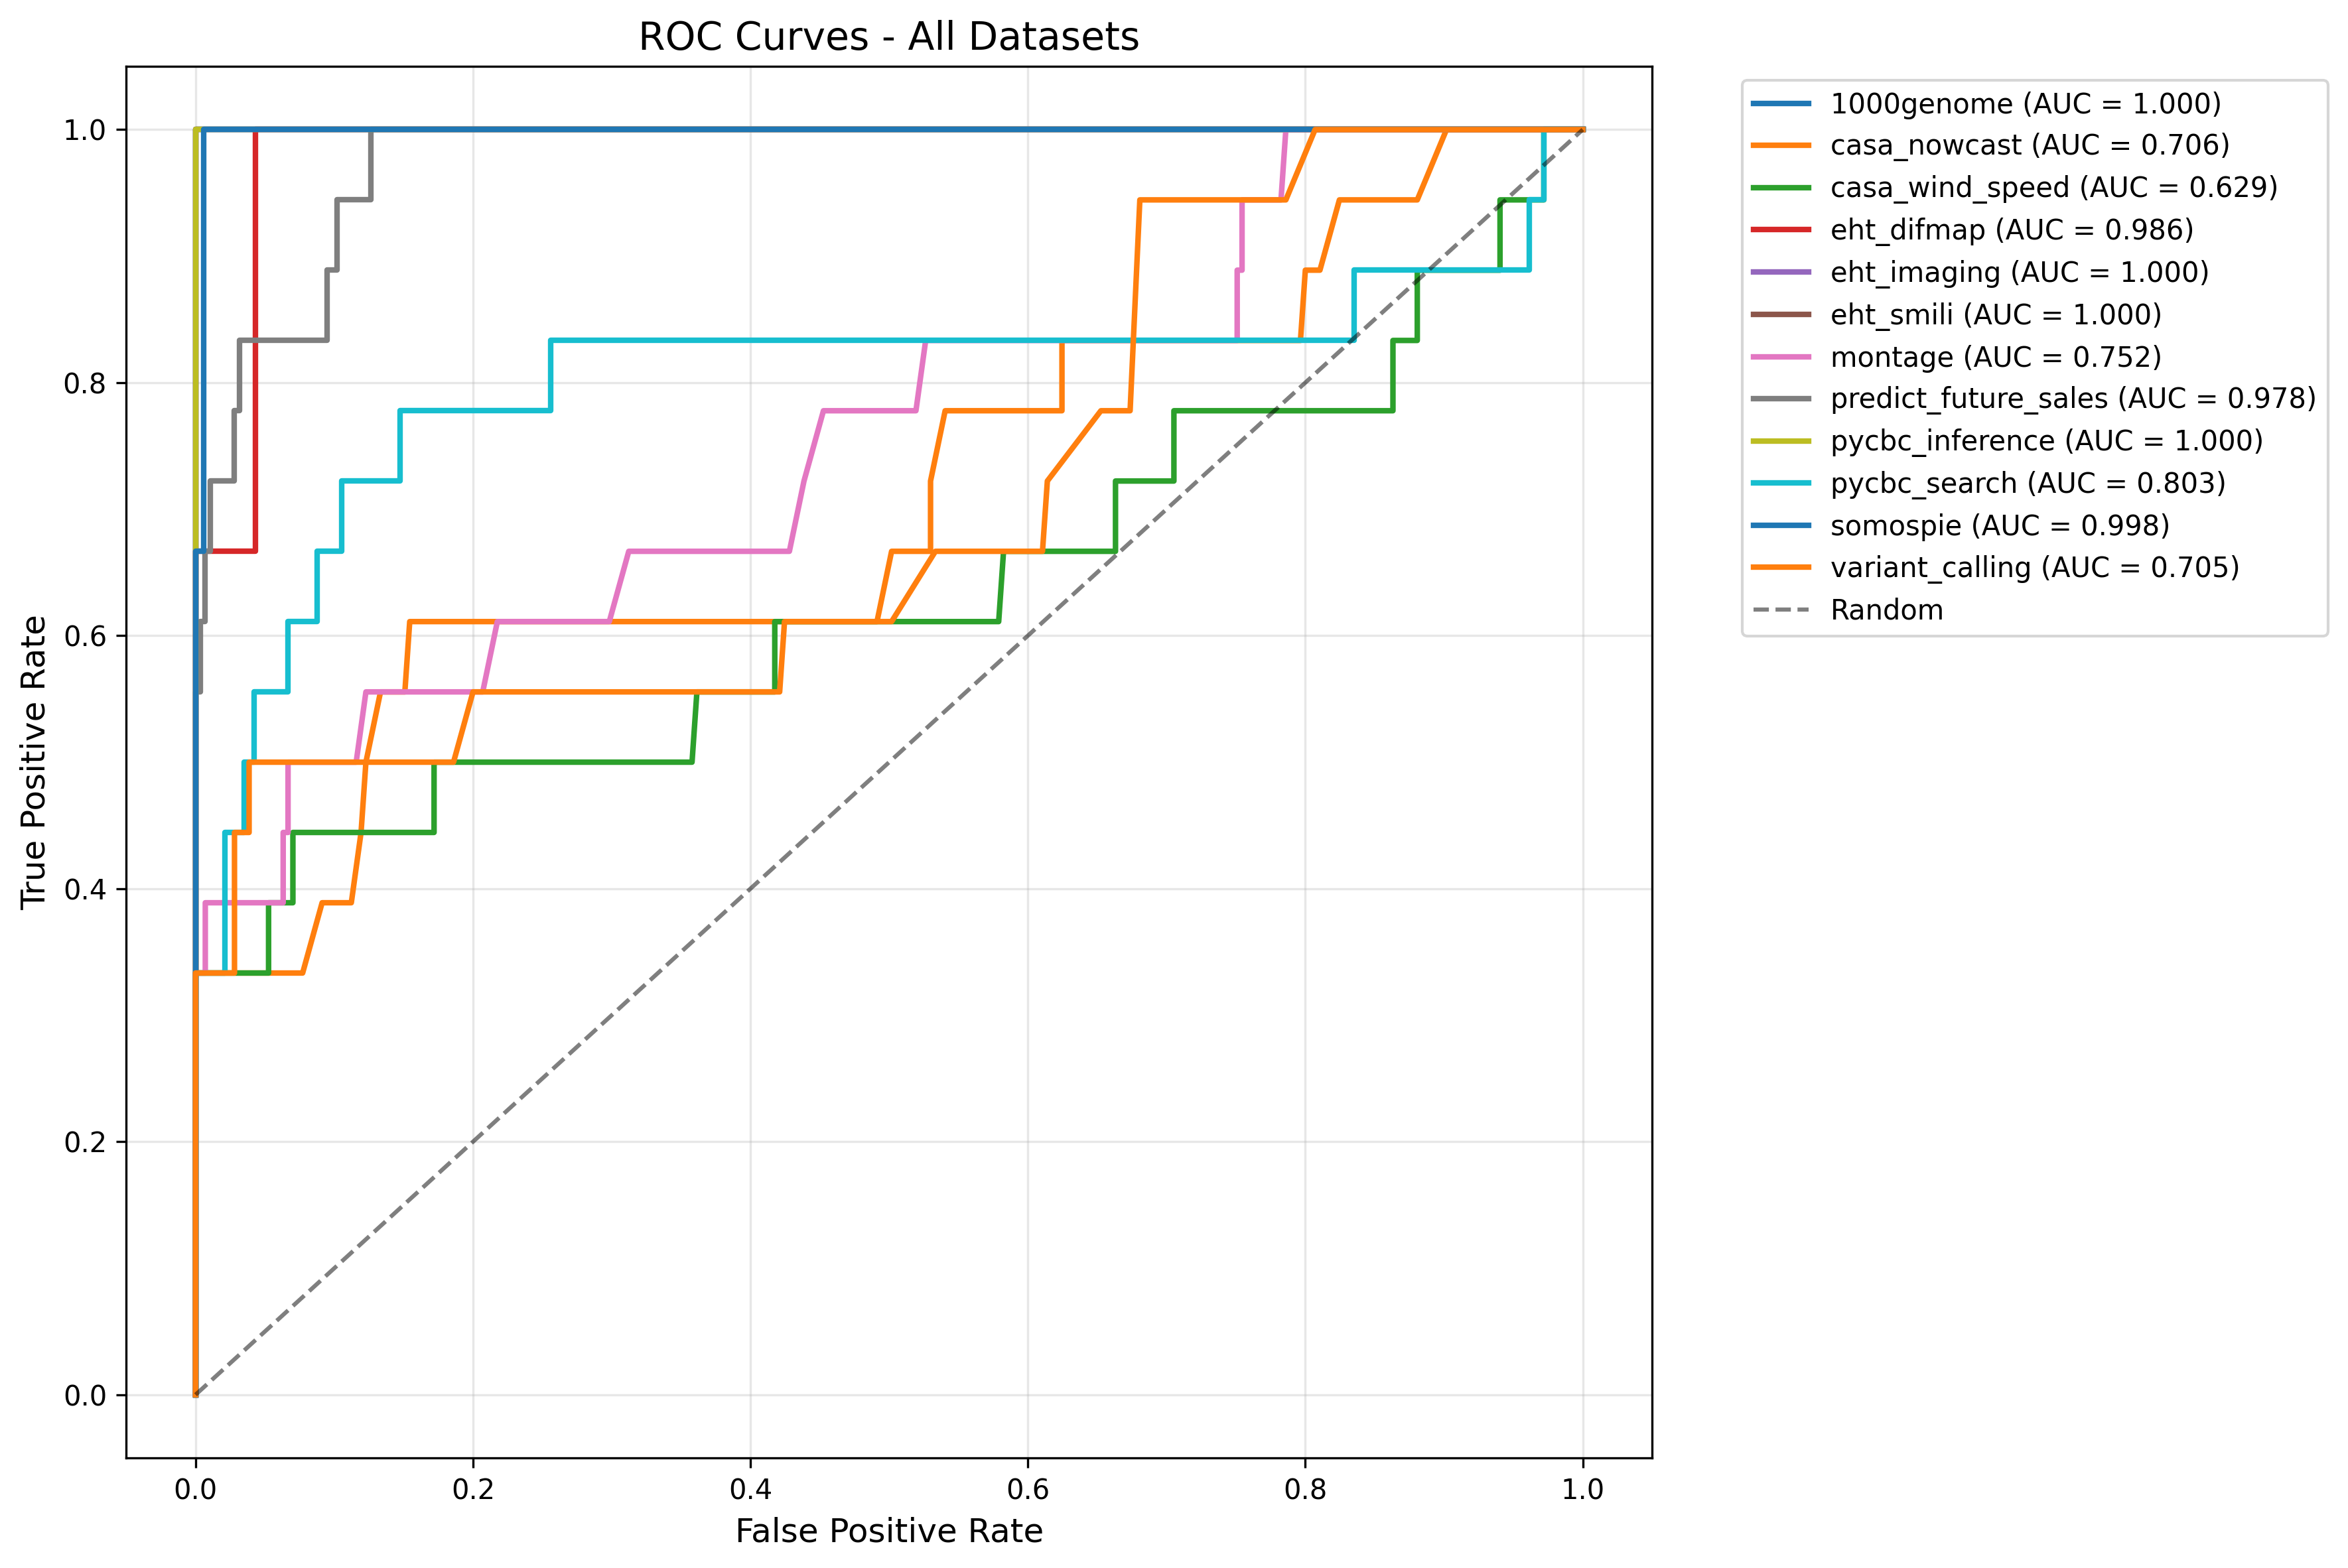 ROC Curves - All Datasets
1.0
0.8
0.6
0.4
0.2
0.0
True Positive Rate
0.0 0.2 0.4 0.6 0.8 1.0
False Positive Rate
1000genome (AUC = 1.000)
casa_nowcast (AUC = 0.706)
casa_wind_speed (AUC = 0.629)
eht_difmap (AUC = 0.986)
eht_imaging (AUC = 1.000)
eht_smili (AUC = 1.000)
montage (AUC = 0.752)
predict_future_sales (AUC = 0.978)
pycbc_inference (AUC = 1.000)
pycbc_search (AUC = 0.803)
somospie (AUC = 0.998)
variant_calling (AUC = 0.705)
Random